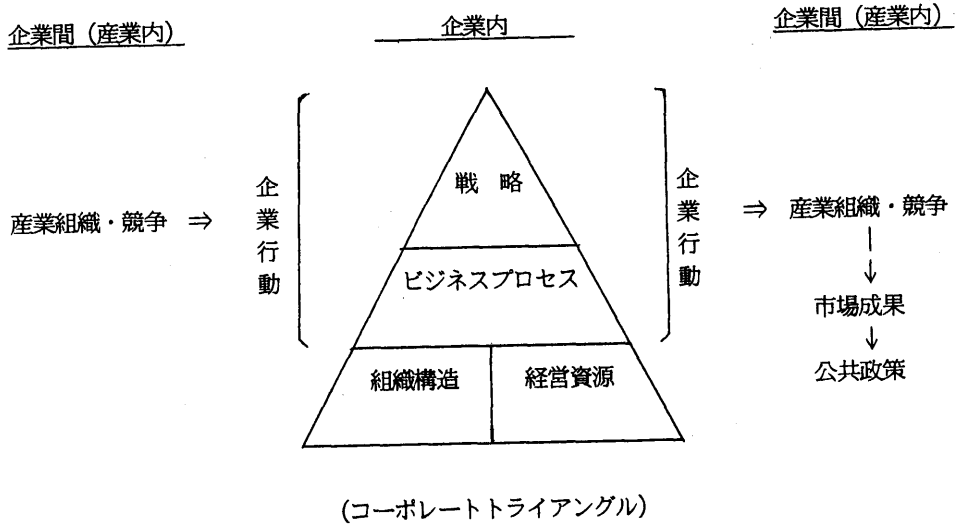 企業間（産業内）
企業内
企業間（産業内）
戦　略
企業行動
企業行動
産業組織・競争　⇒
⇒　産業組織・競争
ビジネスプロセス
↓
市場成果
↓
組織構造
経営資源
公共政策
（コーポレートトライアングル）